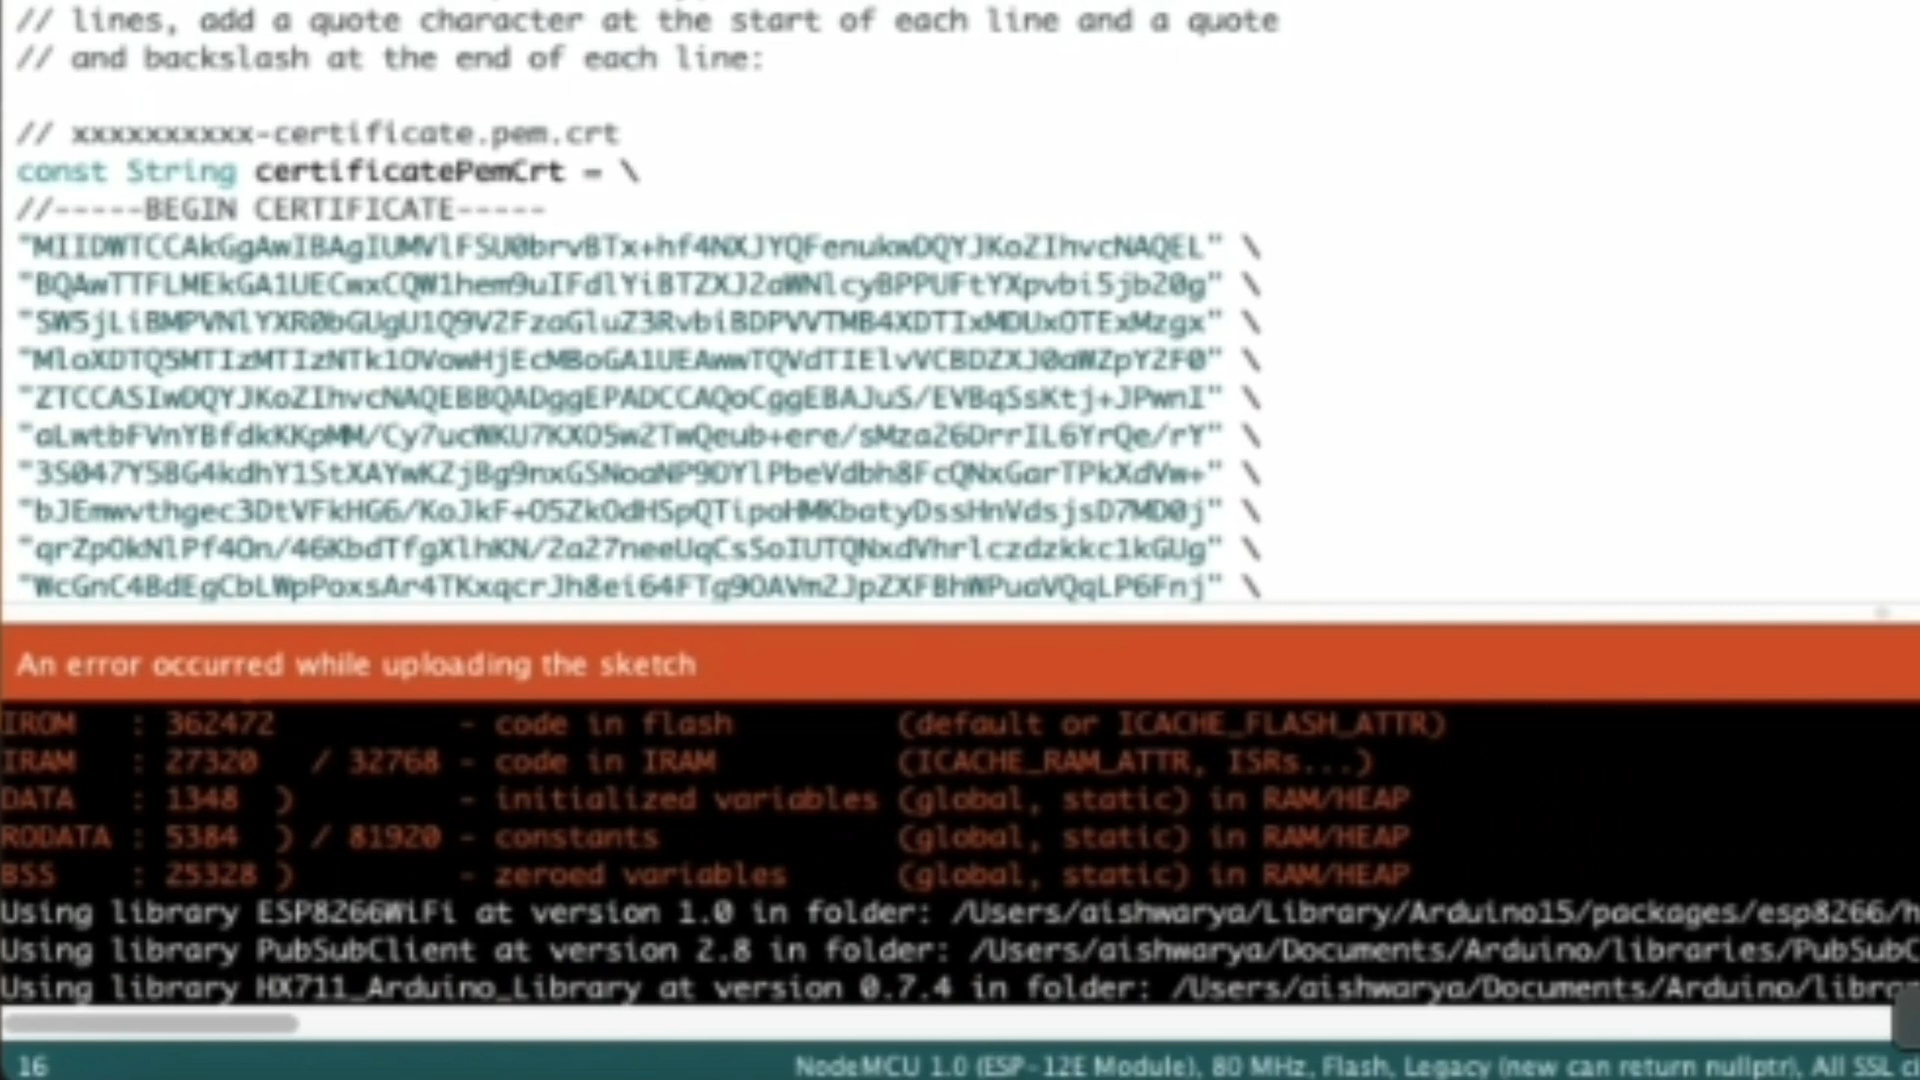 // lines, add a quote character at the start of each line and a quote
// and backslash at the end of each line:
// xxxxxxxxxx-certificate.pem.crt
const String certificatePemCrt = \
//-----BEGIN CERTIFICATE-----
"MIIDWTCCAkGgAwIBAgIUMVlFSU0brvBTx+hf4NXJYQFenukwDQYJKoZIhvcNAQEL" \
"BQAwTTFLMEkGA1UECwxCQW1hem9uIFdlYiBTZXJ2aWNlcyBPPUFtYXpvbi5jb20g" \
"SW5jLiBMPVNlYXR0bGUgU1Q9V2FzaGluZ3RvbiBDPVVTMB4XDTIxMDUxOTExMzgx" \
"MloXDTQ5MTIzMTIzNTk1OVowHjEcMBoGA1UEAwwTQVdTIElvVCBDZXJ0aWZpY2F0" \
"ZTCCASIwDQYJKoZIhvcNAQEBBQADggEPADCCAQoCggEBAJuS/EVBqSsKtj+JPwnI" \
"aLwtbFVnYBfdkKKpMM/Cy7ucWKU7KXO5w2TwQeub+ere/sMza26DrrIL6YrQe/rY" \
"3S047Y5BG4kdhY1StXAYwKZjBg9nxGSNoaNP9DYlPbeVdbh8FcQNxGarTPkXdVw+" \
"bJEmwvthgec3DtVFkHG6/KoJkF+O5ZkOdHSpQTipoHMKbatyDssHnVdsjsD7MD0j" \
"qrZpOkNlPf4On/46KbdTfgXlhKN/2a27neeUqCs5oIUTQNxdVhrlczdzkkc1kGUg" \
"WcGnC4BdEgCbLWpPoxsAr4TKxqcrJh8ei64FTg9OAVm2JpZXFBhWPuaVQqLP6Fnj" \
An error occurred while uploading the sketch
IROM : 362472 - code in flash (default or ICACHE_FLASH_ATTR)
IRAM : 27320 / 32768 - code in IRAM (ICACHE_RAM_ATTR, ISRs...)
DATA : 1348 ) - initialized variables (global, static) in RAM/HEAP
RODATA : 5384 ) / 81920 - constants (global, static) in RAM/HEAP
BSS : 25328 ) - zeroed variables (global, static) in RAM/HEAP
Using library ESP8266WiFi at version 1.0 in folder: /Users/aishwarya/Library/Arduino15/packages/esp8266/h
Using library PubSubClient at version 2.8 in folder: /Users/aishwarya/Documents/Arduino/libraries/PubSubC
Using library HX711_Arduino_Library at version 0.7.4 in folder: /Users/aishwarya/Documents/Arduino/librar
16 NodeMCU 1.0 (ESP-12E Module), 80 MHz, Flash, Legacy (new can return nullptr), All SSL ci